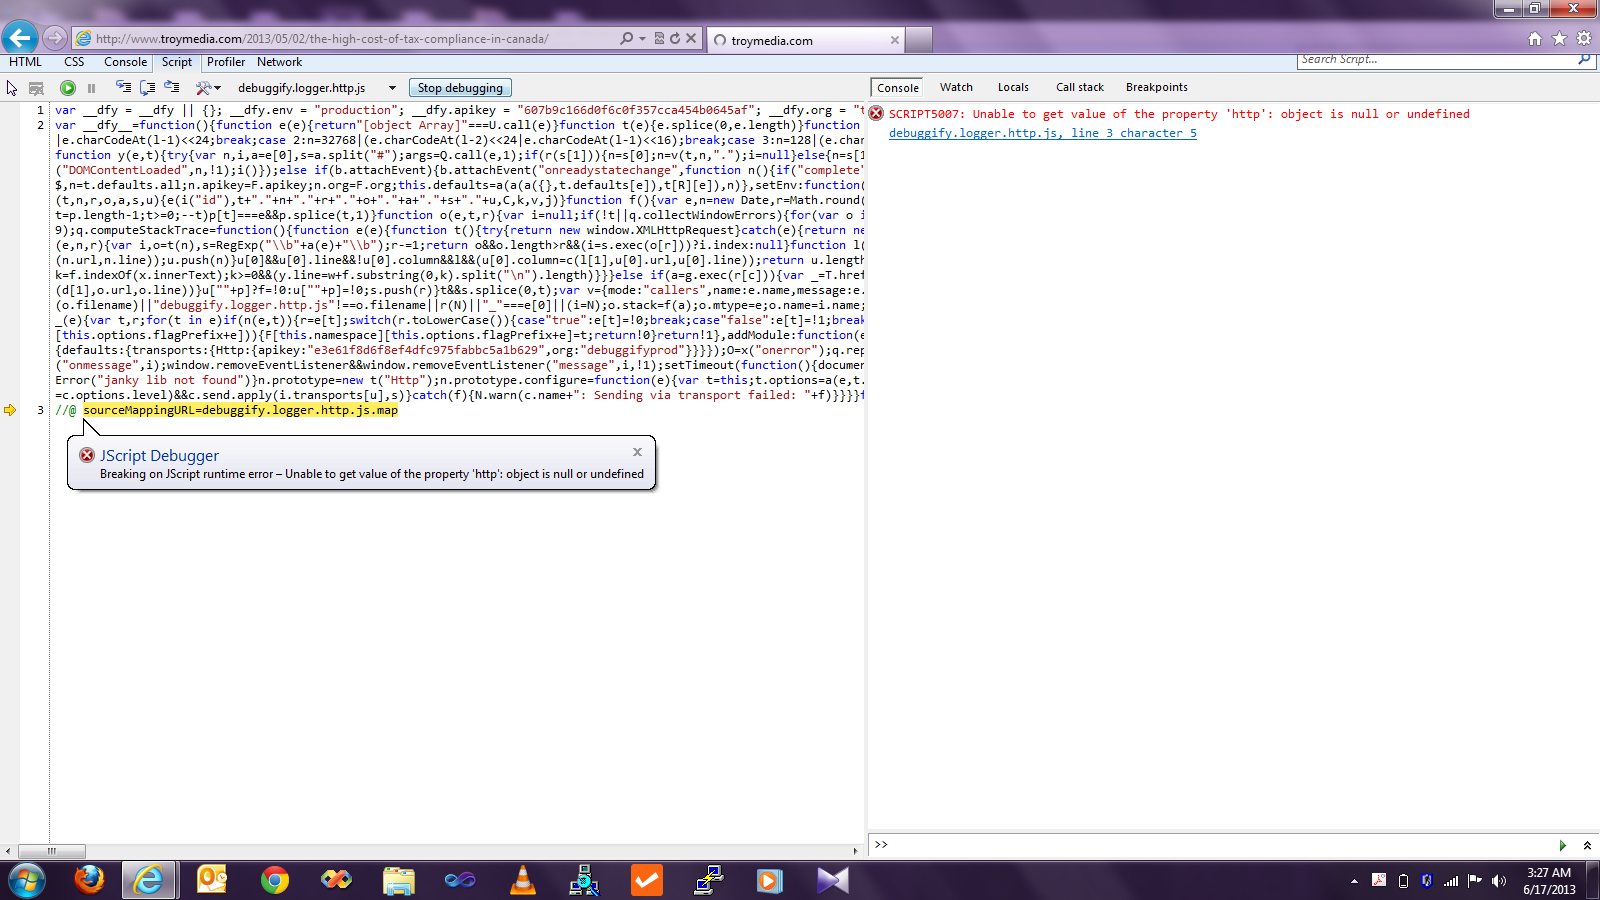 http://www.troymedia.com/2013/05/02/the-high-cost-of-tax-compliance-in-canada/
troymedia.com
HTML CSS Console Script Profiler Network
Search Script...
debuggify.logger.http.js
Stop debugging
Console Watch Locals Call stack Breakpoints
1 var __dfy = __dfy || {}; __dfy.env = "production"; __dfy.apikey = "607b9c166d0f6c0f357cca454b0645af"; __dfy.org = "t
2 var __dfy__=function(){function e(e){return"[object Array]"===U.call(e)}function t(e){e.splice(0,e.length)}function
|e.charCodeAt(l-1)<<24;break;case 2:n=32768|(e.charCodeAt(l-2)<<24|e.charCodeAt(l-1)<<16);break;case 3:n=128|(e.char
function y(e,t){try{var n,i,a=e[0],s=a.split("#");args=Q.call(e,1);if(r(s[1])){n=s[0];n=v(t,n,".");i=null}else{n=s[1
("DOMContentLoaded",n,!1);i()});else if(b.attachEvent){b.attachEvent("onreadystatechange",function n(){if("complete"
$,n=t.defaults.all;n.apikey=F.apikey;n.org=F.org;this.defaults=a(a(a({},t.defaults[e]),t[R][e]),n)},setEnv:function(
(t,n,r,o,a,s,u){e(i("id"),t+"."+n+"."+r+"."+o+"."+a+"."+s+"."+u,C,k,v,j)}function f(){var e,n=new Date,r=Math.round(
t=p.length-1;t>=0;--t)p[t]===e&&p.splice(t,1)}function o(e,t,r){var i=null;if(!t||q.collectWindowErrors){for(var o i
9);q.computeStackTrace=function(){function e(e){function t(){try{return new window.XMLHttpRequest}catch(e){return ne
(e,n,r){var i,o=t(n),s=RegExp("\\b"+a(e)+"\\b");r-=1;return o&&o.length>r&&(i=s.exec(o[r]))?i.index:null}function l(
(n.url,n.line));u.push(n)}u[0]&&u[0].line&&!u[0].column&&l&&(u[0].column=c(l[1],u[0].url,u[0].line));return u.length
k=f.indexOf(x.innerText);k>=0&&(y.line=w+f.substring(0,k).split("\n").length)}}}else if(a=g.exec(r[c])){var _=T.href
(d[1],o.url,o.line))}u[""+p]?f=!0:u[""+p]=!0;s.push(r)}t&&s.splice(0,t);var v={mode:"callers",name:e.name,message:e.
(o.filename)||"debuggify.logger.http.js"!==o.filename||r(N)||"_"===e[0]||(i=N);o.stack=f(a);o.mtype=e;o.name=i.name;
_(e){var t,r;for(t in e)if(n(e,t)){r=e[t];switch(r.toLowerCase()){case"true":e[t]=!0;break;case"false":e[t]=!1;break
[this.options.flagPrefix+e])){F[this.namespace][this.options.flagPrefix+e]=t;return!0}return!1},addModule:function(e
{defaults:{transports:{Http:{apikey:"e3e61f8d6f8ef4dfc975fabbc5a1b629",org:"debuggifyprod"}}}});O=x("onerror");q.rep
("onmessage",i);window.removeEventListener&&window.removeEventListener("message",i,!1);setTimeout(function(){documen
Error("janky lib not found")}n.prototype=new t("Http");n.prototype.configure=function(e){var t=this;t.options=a(e,t.
=c.options.level)&&c.send.apply(i.transports[u],s)}catch(f){N.warn(c.name+": Sending via transport failed: "+f)}}}}f
3 //@ sourceMappingURL=debuggify.logger.http.js.map
JScript Debugger
Breaking on JScript runtime error – Unable to get value of the property 'http': object is null or undefined
SCRIPT5007: Unable to get value of the property 'http': object is null or undefined
debuggify.logger.http.js, line 3 character 5
>>
3:27 AM
6/17/2013